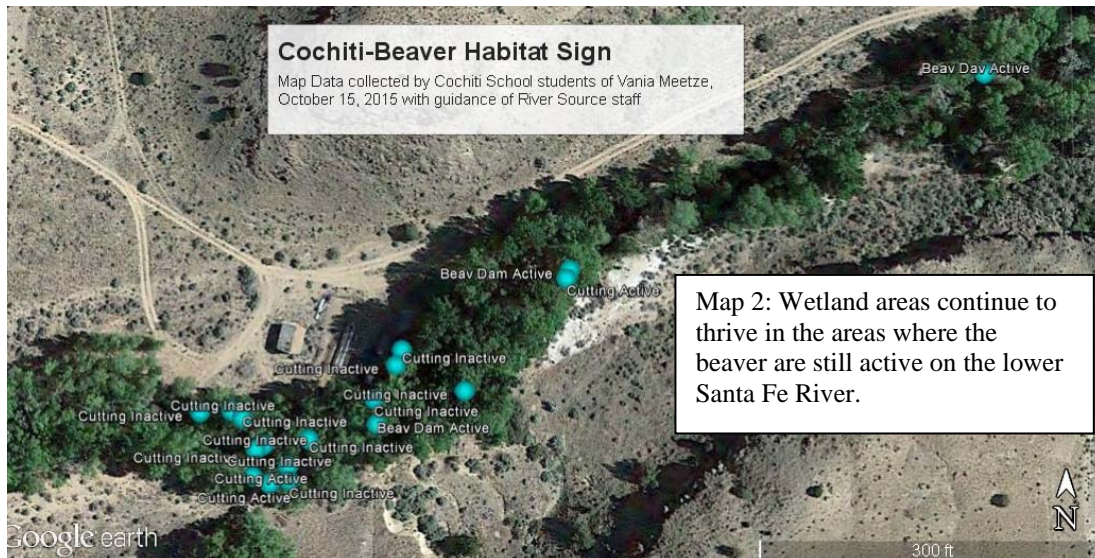 Cochiti-Beaver Habitat Sign
Map Data collected by Cochiti School students of Vania Meetze,
October 15, 2015 with guidance of River Source staff
Beav Dav Active
Beav Dam Active
Cutting Active
Map 2: Wetland areas continue to
thrive in the areas where the
beaver are still active on the lower
Santa Fe River.
Cutting Inactive
Cutting Inactive
Cutting Inactive
Cutting Inactive
Cutting Inactive
Cutting Inactive
Cutting Inactive
Beav Dam Active
Cutting Inactive
Cutting Inactive
Cutting Inactive
Cutting Inactive
Cutting Active
Cutting Active
Cutting Inactive
Google earth
N
300 ft